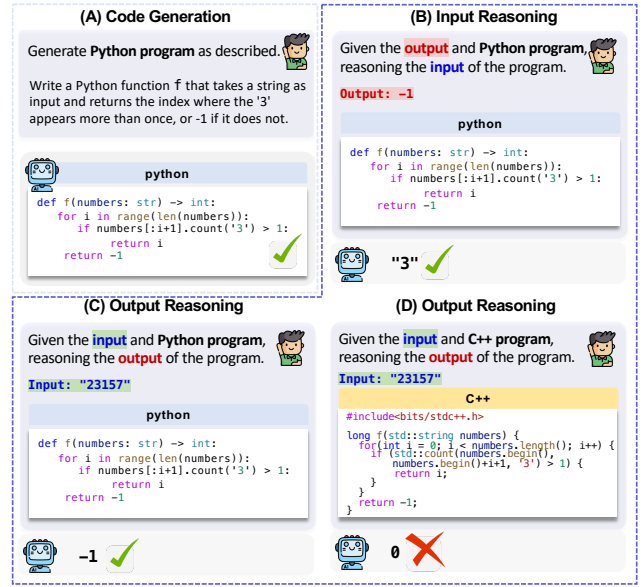 (A) Code Generation
Generate Python program as described.
Write a Python function f that takes a string as
input and returns the index where the '3'
appears more than once, or -1 if it does not.
python
def f(numbers: str) -> int:
for i in range(len(numbers)):
if numbers[:i+1].count('3') > 1:
return i
return -1
(B) Input Reasoning
Given the output and Python program,
reasoning the input of the program.
Output: -1
python
def f(numbers: str) -> int:
for i in range(len(numbers)):
if numbers[:i+1].count('3') > 1:
return i
return -1
"3"
(C) Output Reasoning
Given the input and Python program,
reasoning the output of the program.
Input: "23157"
python
def f(numbers: str) -> int:
for i in range(len(numbers)):
if numbers[:i+1].count('3') > 1:
return i
return -1
-1
(D) Output Reasoning
Given the input and C++ program,
reasoning the output of the program.
Input: "23157"
C++
#include<bits/stdc++.h>
long f(std::string numbers) {
for(int i = 0; i < numbers.length(); i++) {
if (std::count(numbers.begin(),
numbers.begin()+i+1, '3') > 1) {
return i;
}
}
return -1;
}
0